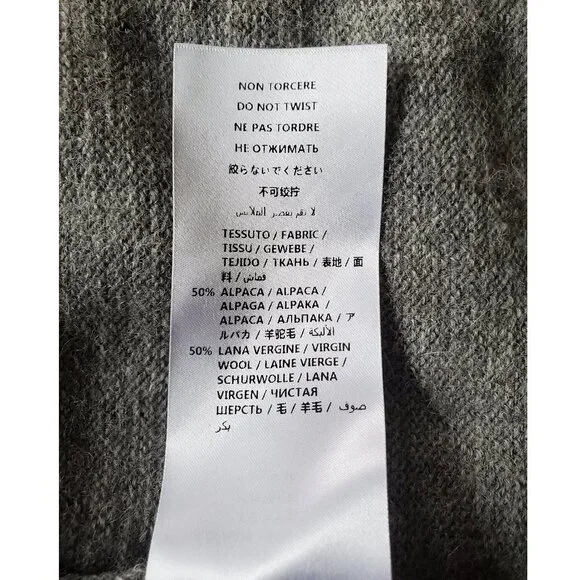 NON TORCERE
DO NOT TWIST
NE PAS TORDRE
НЕ ОТЖИМАТЬ
絞らないでください
不可绞拧
لا تقم بعصر الملابس
TESSUTO / FABRIC /
TISSU / GEWEBE /
TEJIDO / ТКАНЬ / 表地 / 面
料 / قماش
50% ALPACA / ALPACA /
ALPAGA / ALPAKA /
ALPACA / АЛЬПАКА / ア
ルパカ / 羊驼毛 / الألبكة
50% LANA VERGINE / VIRGIN
WOOL / LAINE VIERGE /
SCHURWOLLE / LANA
VIRGEN / ЧИСТАЯ
ШЕРСТЬ / 毛 / 羊毛 / صوف
بكر